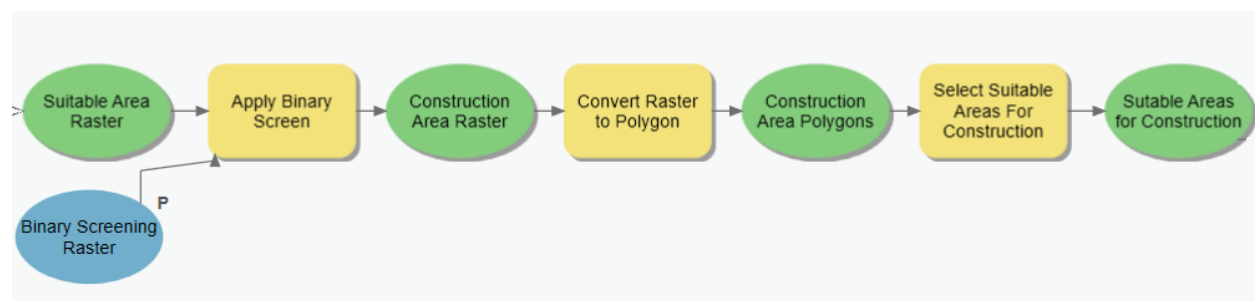 Suitable Area
Raster
Apply Binary
Screen
Construction
Area Raster
Convert Raster
to Polygon
Construction
Area Polygons
Select Suitable
Areas For
Construction
Sutable Areas
for Construction
P
Binary Screening
Raster